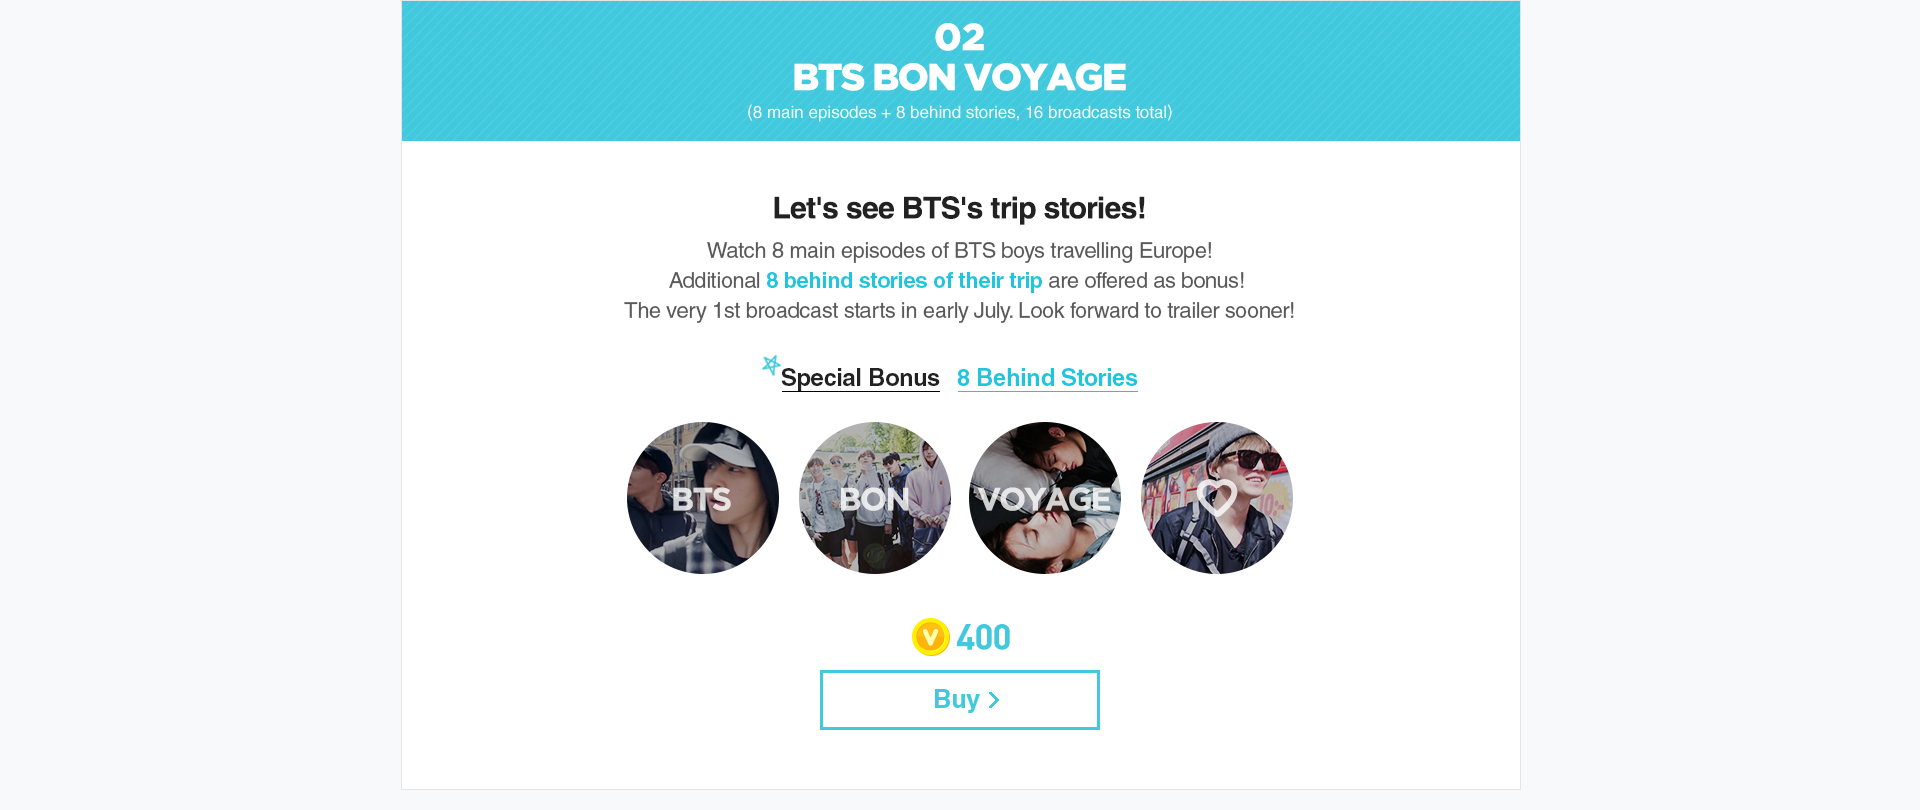 02
BTS BON VOYAGE
(8 main episodes + 8 behind stories, 16 broadcasts total)
Let's see BTS's trip stories!
Watch 8 main episodes of BTS boys travelling Europe!
Additional 8 behind stories of their trip are offered as bonus!
The very 1st broadcast starts in early July. Look forward to trailer sooner!
Special Bonus 8 Behind Stories
BTS BON VOYAGE
V 400
Buy >